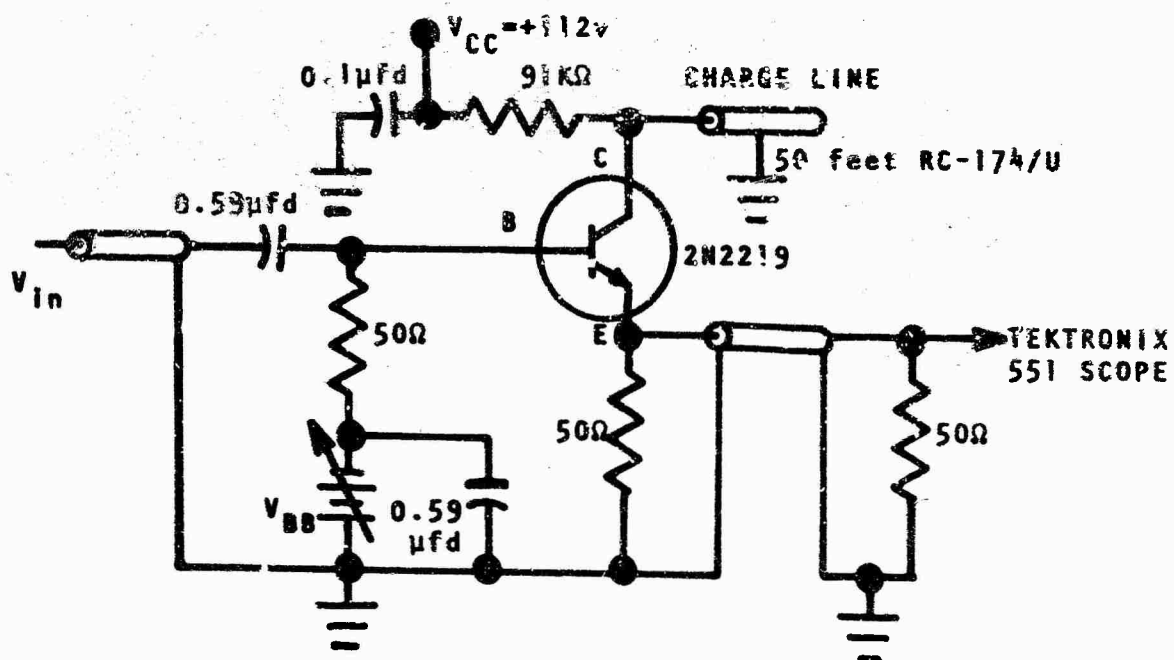 V CC =+112v
0.1µfd
91KΩ
CHARGE LINE
C
50 feet RC-174/U
0.59µfd
B
2N2219
V in
50Ω
E
TEKTRONIX
551 SCOPE
50Ω
50Ω
V BB
0.59
µfd